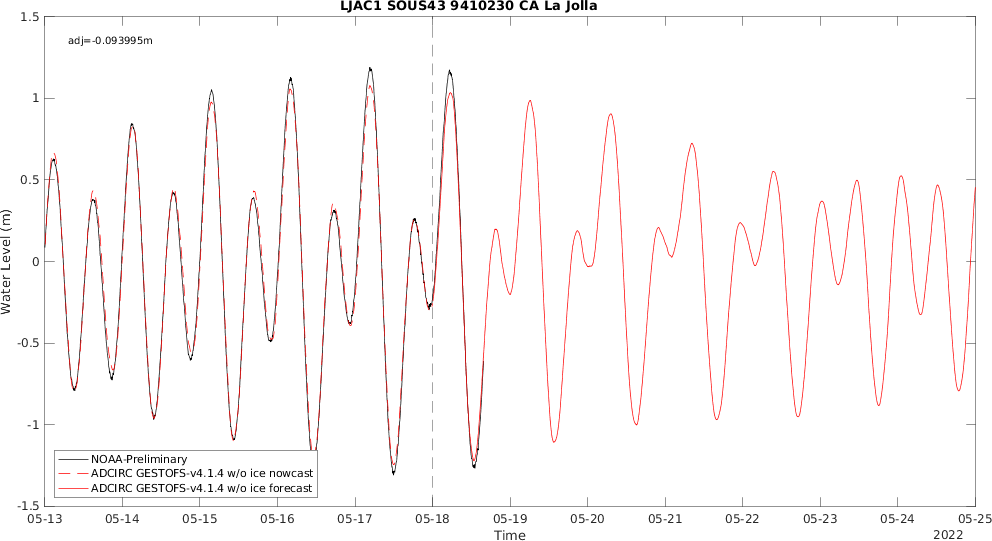 LJAC1 SOUS43 9410230 CA La Jolla
adj=-0.093995m
1.5
1
0.5
0
-0.5
-1
-1.5
Water Level (m)
NOAA-Preliminary
ADCIRC GESTOFS-v4.1.4 w/o ice nowcast
ADCIRC GESTOFS-v4.1.4 w/o ice forecast
05-13 05-14 05-15 05-16 05-17 05-18 05-19 05-20 05-21 05-22 05-23 05-24 05-25
Time
2022